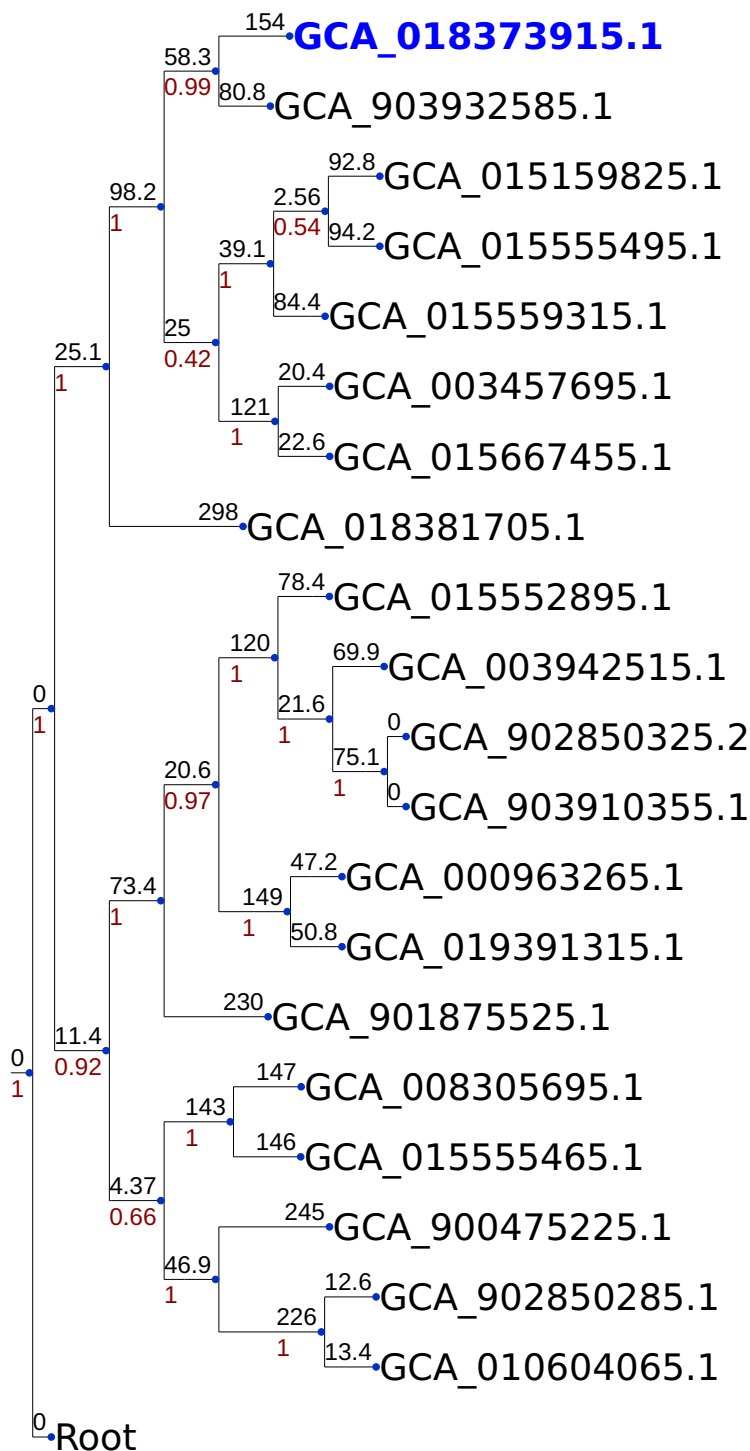 154
GCA_018373915.1
58.3
0.99
80.8
GCA_903932585.1
92.8
GCA_015159825.1
98.2
1
2.56
0.54
94.2
GCA_015555495.1
39.1
1
84.4
GCA_015559315.1
25
0.42
25.1
1
20.4
GCA_003457695.1
121
1
22.6
GCA_015667455.1
298
GCA_018381705.1
78.4
GCA_015552895.1
120
1
69.9
GCA_003942515.1
0
1
21.6
1
0
GCA_902850325.2
75.1
1
20.6
0.97
0
GCA_903910355.1
47.2
GCA_000963265.1
73.4
1
149
1
50.8
GCA_019391315.1
230
GCA_901875525.1
11.4
0.92
0
1
147
GCA_008305695.1
143
1
146
GCA_015555465.1
4.37
0.66
245
GCA_900475225.1
46.9
1
12.6
GCA_902850285.1
226
1
13.4
GCA_010604065.1
0
Root